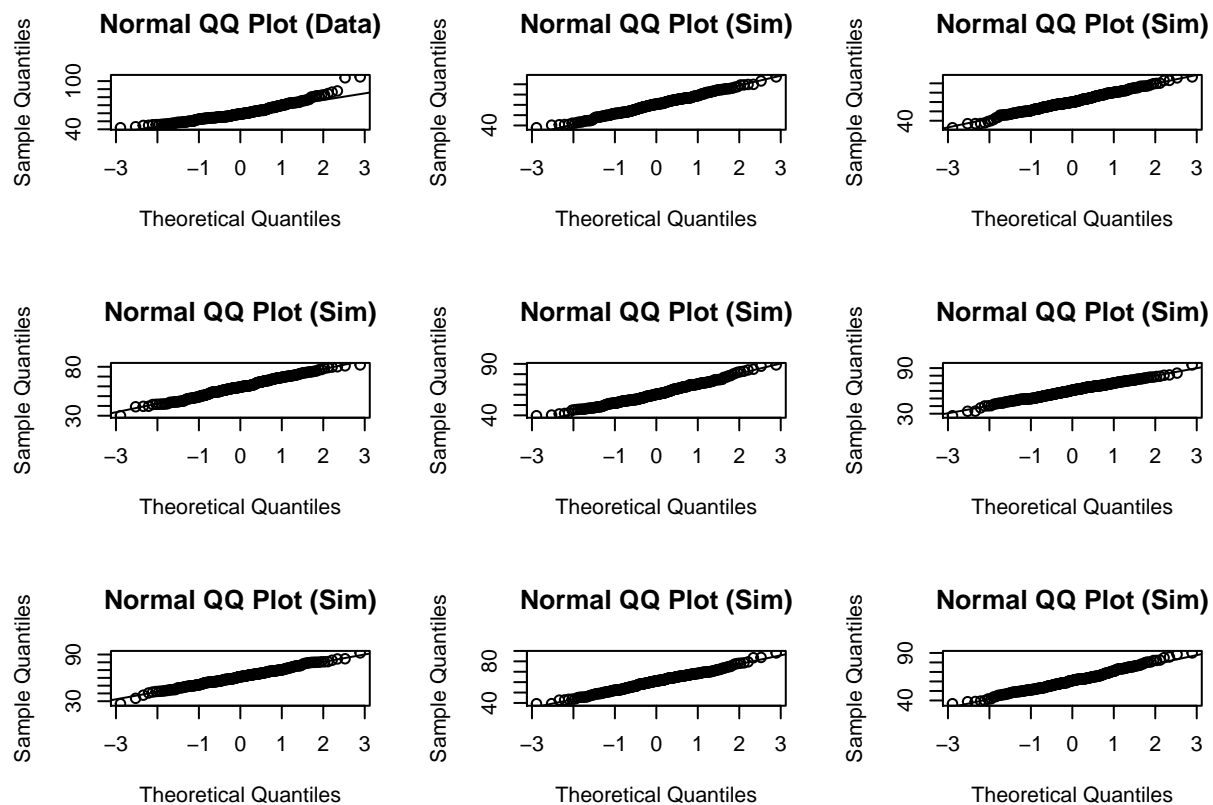 Normal QQ Plot (Data)
Sample Quantiles
100
40
−3 −1 0 1 2 3
Theoretical Quantiles
Normal QQ Plot (Sim)
Sample Quantiles
40
−3 −1 0 1 2 3
Theoretical Quantiles
Normal QQ Plot (Sim)
Sample Quantiles
40
−3 −1 0 1 2 3
Theoretical Quantiles
Normal QQ Plot (Sim)
Sample Quantiles
80
30
−3 −1 0 1 2 3
Theoretical Quantiles
Normal QQ Plot (Sim)
Sample Quantiles
90
40
−3 −1 0 1 2 3
Theoretical Quantiles
Normal QQ Plot (Sim)
Sample Quantiles
90
30
−3 −1 0 1 2 3
Theoretical Quantiles
Normal QQ Plot (Sim)
Sample Quantiles
90
30
−3 −1 0 1 2 3
Theoretical Quantiles
Normal QQ Plot (Sim)
Sample Quantiles
80
40
−3 −1 0 1 2 3
Theoretical Quantiles
Normal QQ Plot (Sim)
Sample Quantiles
90
40
−3 −1 0 1 2 3
Theoretical Quantiles